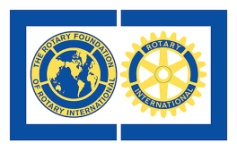 THE ROTARY FOUNDATION
OF ROTARY INTERNATIONAL
ROTARY
INTERNATIONAL